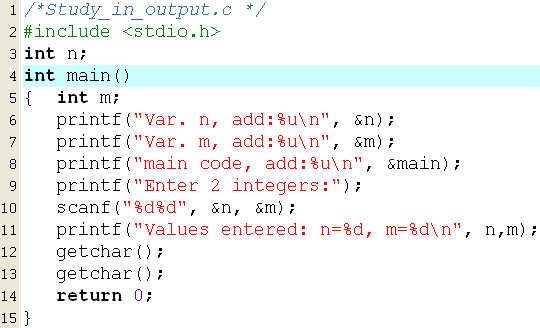 1 /*Study_in_output.c */
2 #include <stdio.h>
3 int n;
4 int main()
5 {  int m;
6    printf("Var. n, add:%u\n", &n);
7    printf("Var. m, add:%u\n", &m);
8    printf("main code, add:%u\n", &main);
9    printf("Enter 2 integers:");
10    scanf("%d%d", &n, &m);
11    printf("Values entered: n=%d, m=%d\n", n,m);
12    getchar();
13    getchar();
14    return 0;
15 }